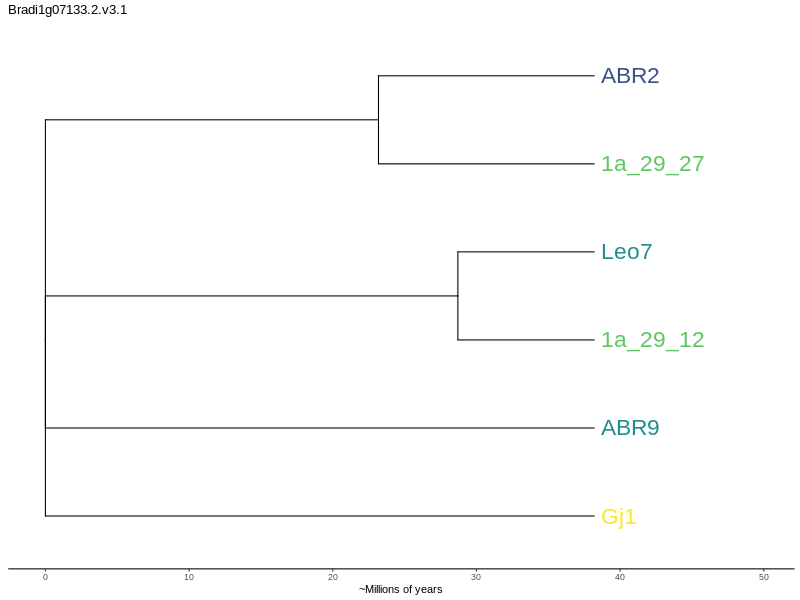 Bradi1g07133.2.v3.1
ABR2
1a_29_27
Leo7
1a_29_12
ABR9
Gj1
0 10 20 30 40 50
~Millions of years